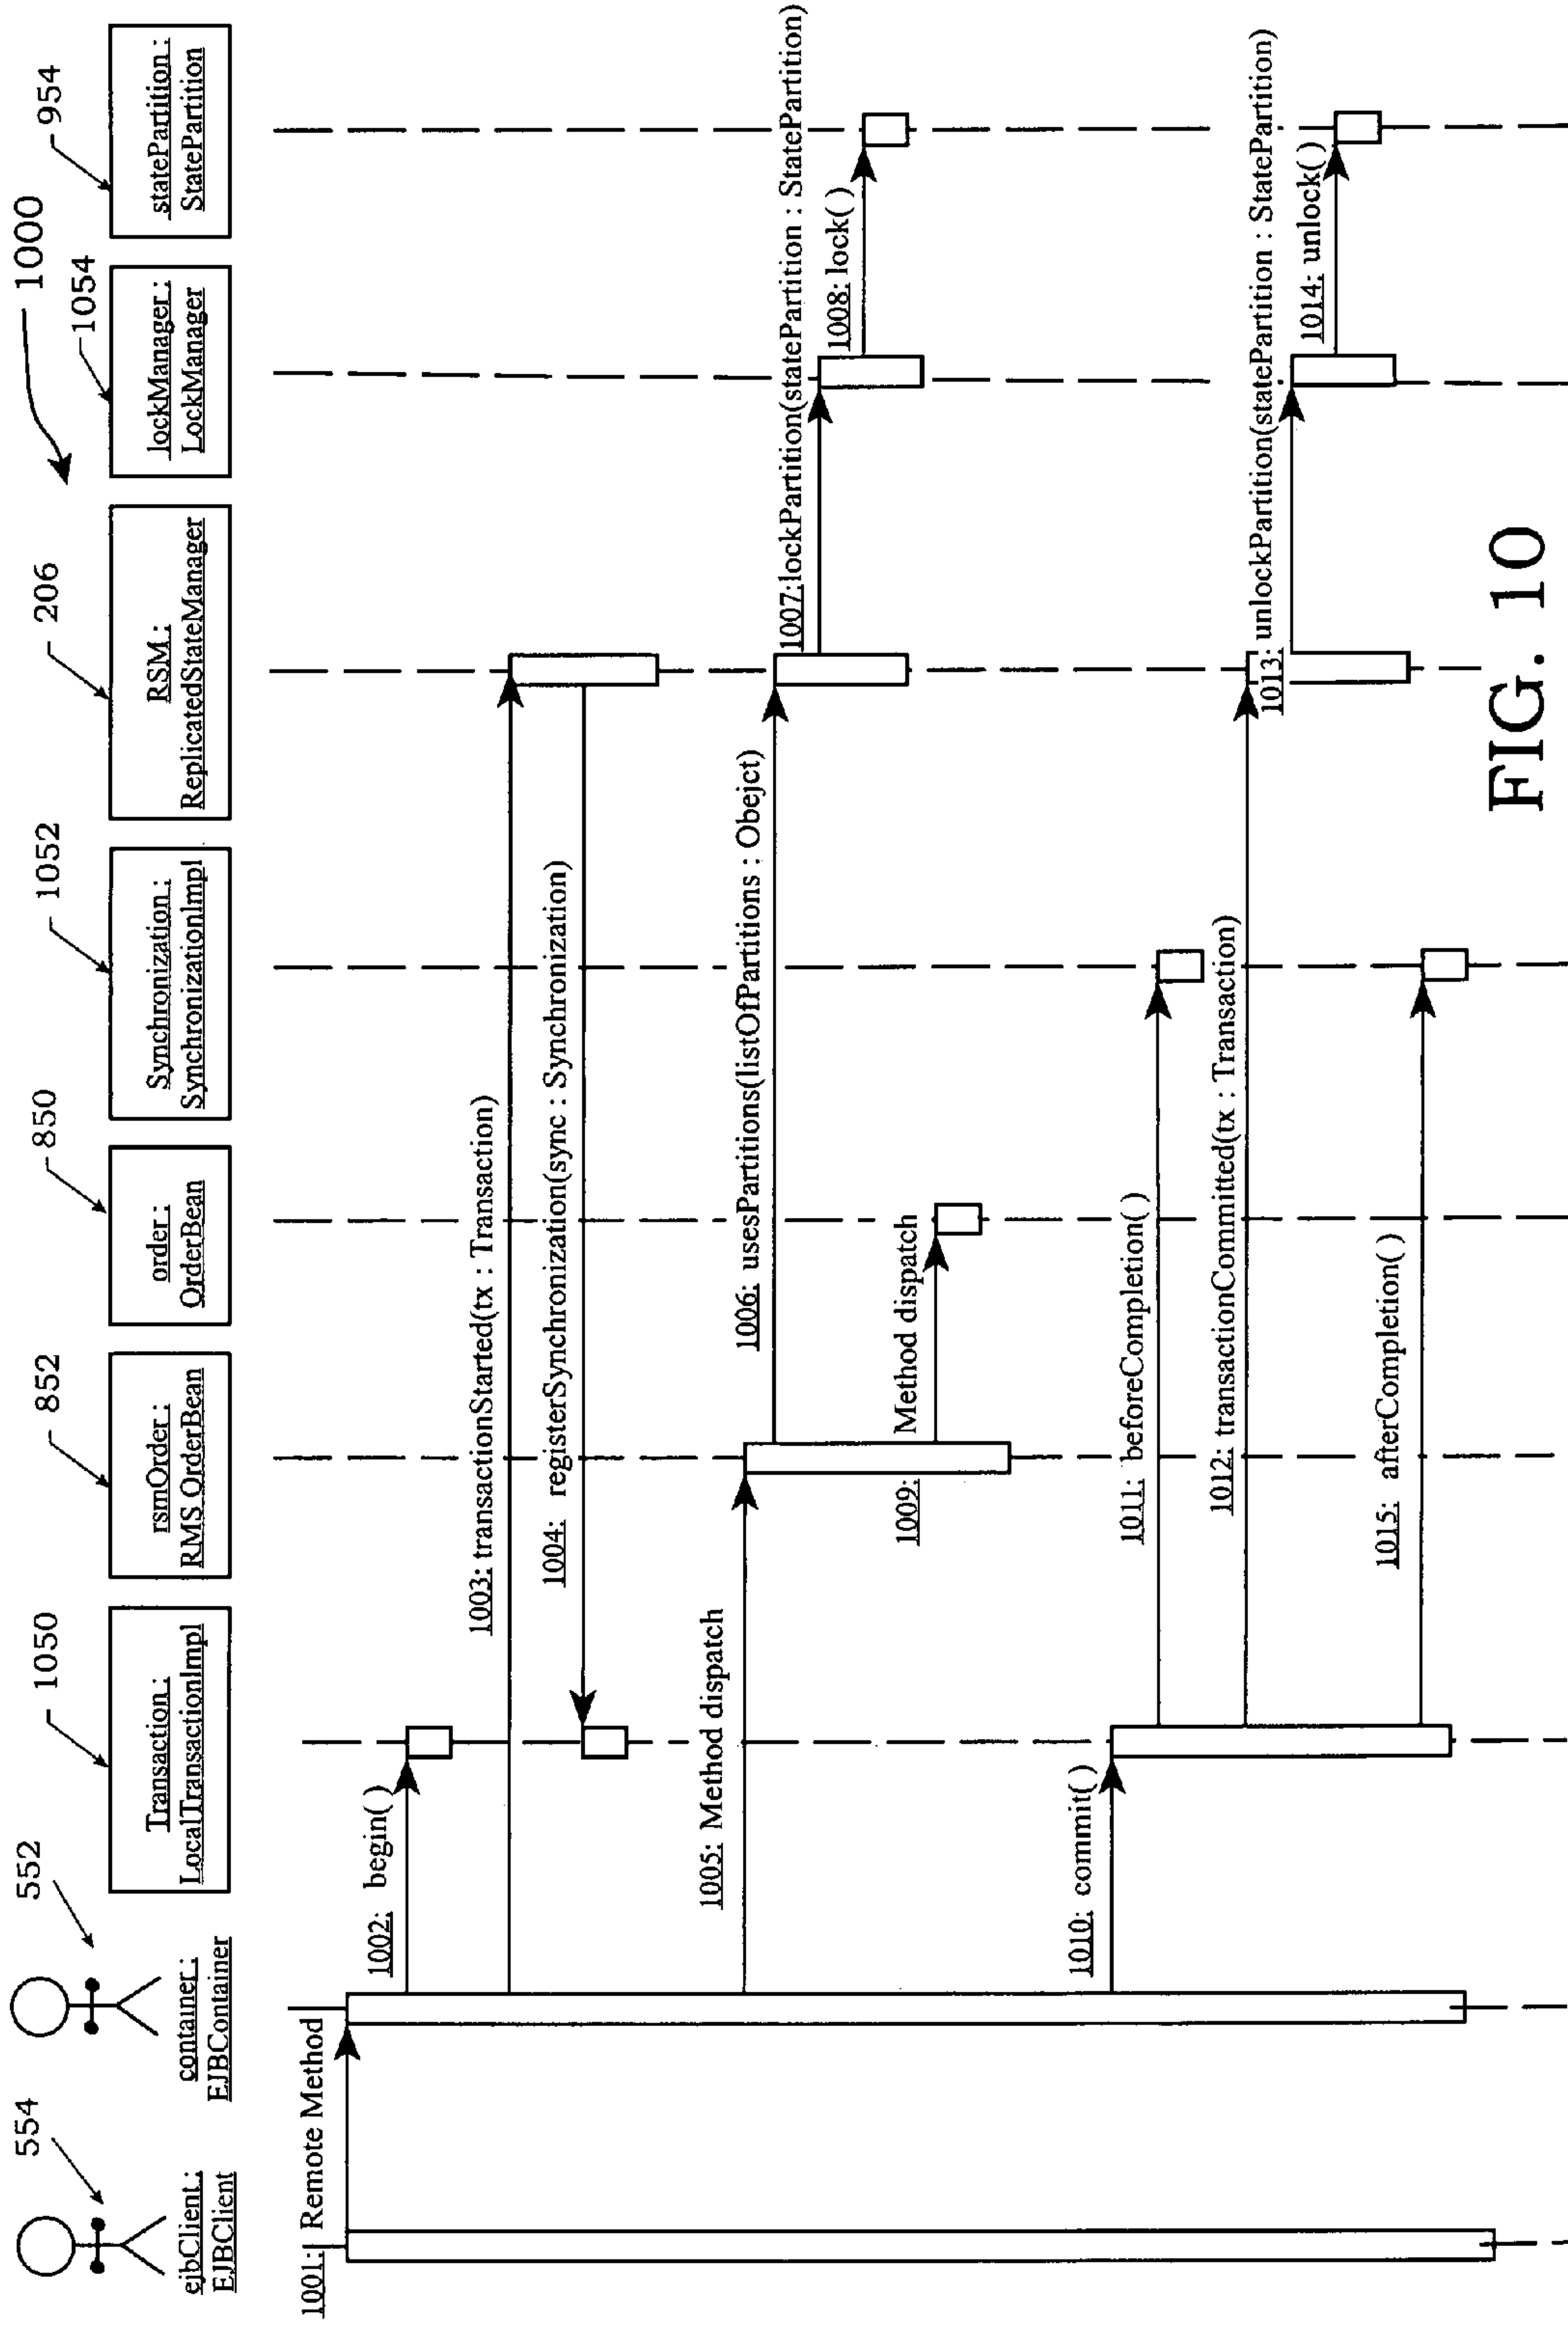 1000
554
552
1050
852
850
1052
206
1054
954
ejbClient :
EJBClient
container :
EJBContainer
Transaction :
LocalTransactionImpl
rsmOrder :
RMS OrderBean
order :
OrderBean
Synchronization :
SynchronizationImpl
RSM :
ReplicatedStateManager
lockManager :
LockManager
statePartition :
StatePartition
1001: Remote Method
1002: begin( )
1003: transactionStarted(tx : Transaction)
1004: registerSynchronization(sync : Synchronization)
1005: Method dispatch
1006: usesPartitions(listOfPartitions : Obejct)
1007:lockPartition(statePartition : StatePartition)
1008: lock( )
1009: Method dispatch
1010: commit( )
1011: beforeCompletion( )
1012: transactionCommitted(tx : Transaction)
1013: unlockPartition(statePartition : StatePartition)
1014: unlock( )
1015: afterCompletion( )
FIG. 10